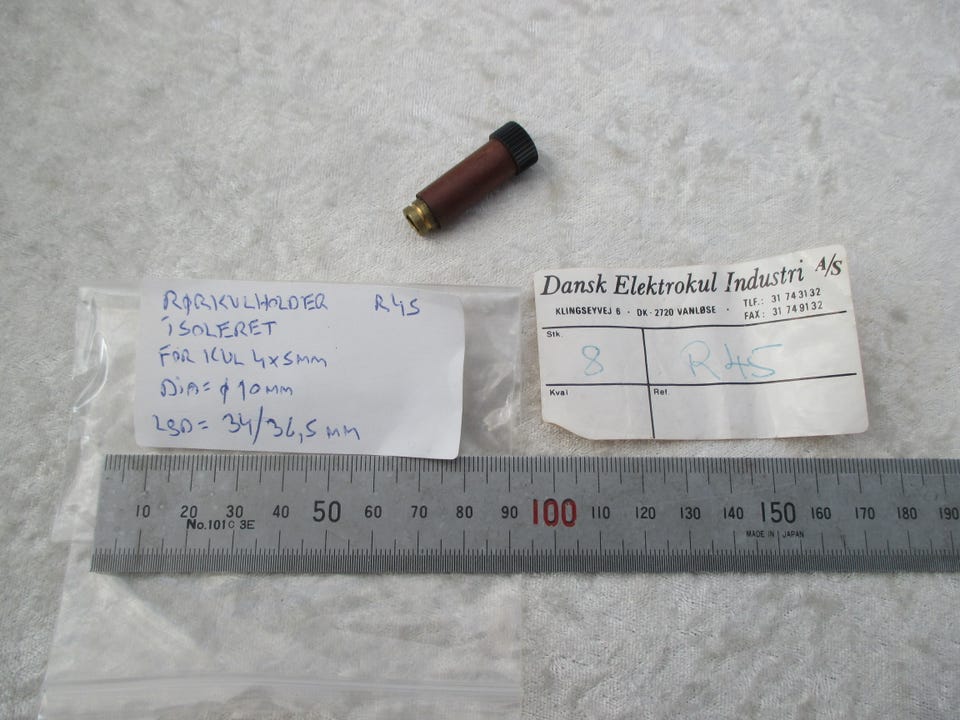 RØRKULHOLDER R45
ISOLERET
FOR KUL 4x5MM
DIA= ø 10MM
LGD= 34/36,5 MM
Dansk Elektrokul Industri A/S
KLINGSEYVEJ 6 · DK-2720 VANLØSE · TLF.: 31 74 31 32
FAX: 31 74 91 32
Stk.
8 R45
Kval Ref.
10 20 30 40 50 60 70 80 90 100 110 120 130 140 150 160 170 180 190
No.101C 3E
MADE IN JAPAN